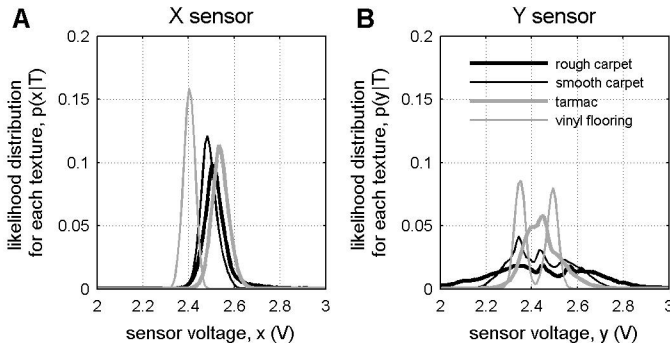 A
X sensor
likelihood distribution
for each texture, p(x|T)
0.2
0.15
0.1
0.05
0
2
2.2
2.4
2.6
2.8
3
sensor voltage, x (V)
B
Y sensor
likelihood distribution
for each texture, p(y|T)
0.2
0.15
0.1
0.05
0
rough carpet
smooth carpet
tarmac
vinyl flooring
2
2.2
2.4
2.6
2.8
3
sensor voltage, y (V)